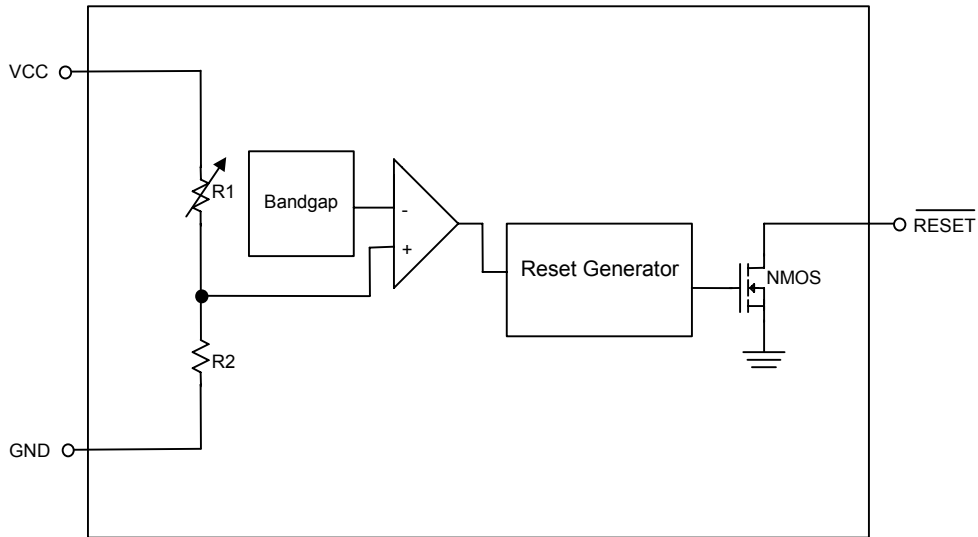 VCC
R1
Bandgap
-
+
Reset Generator
RESET
NMOS
R2
GND